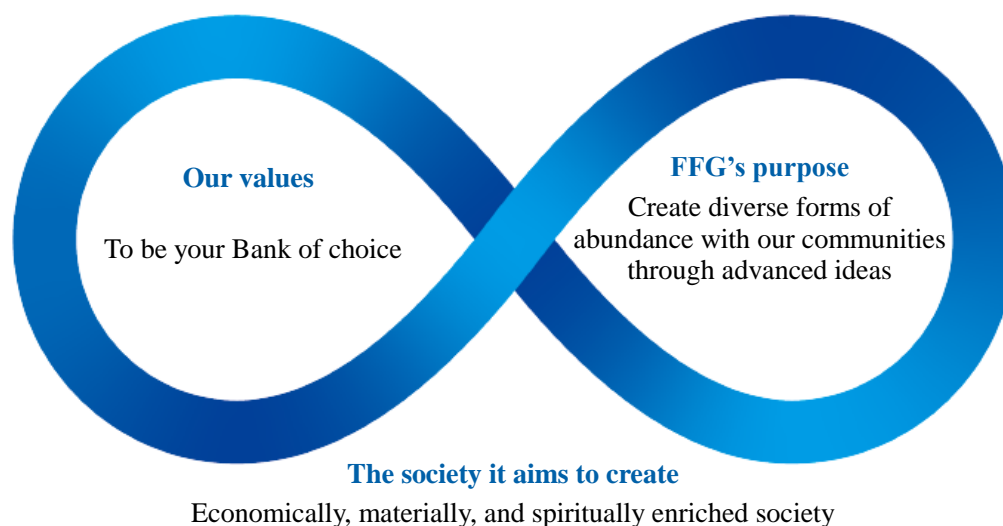 Our values
To be your Bank of choice
FFG's purpose
Create diverse forms of
abundance with our communities
through advanced ideas
The society it aims to create
Economically, materially, and spiritually enriched society